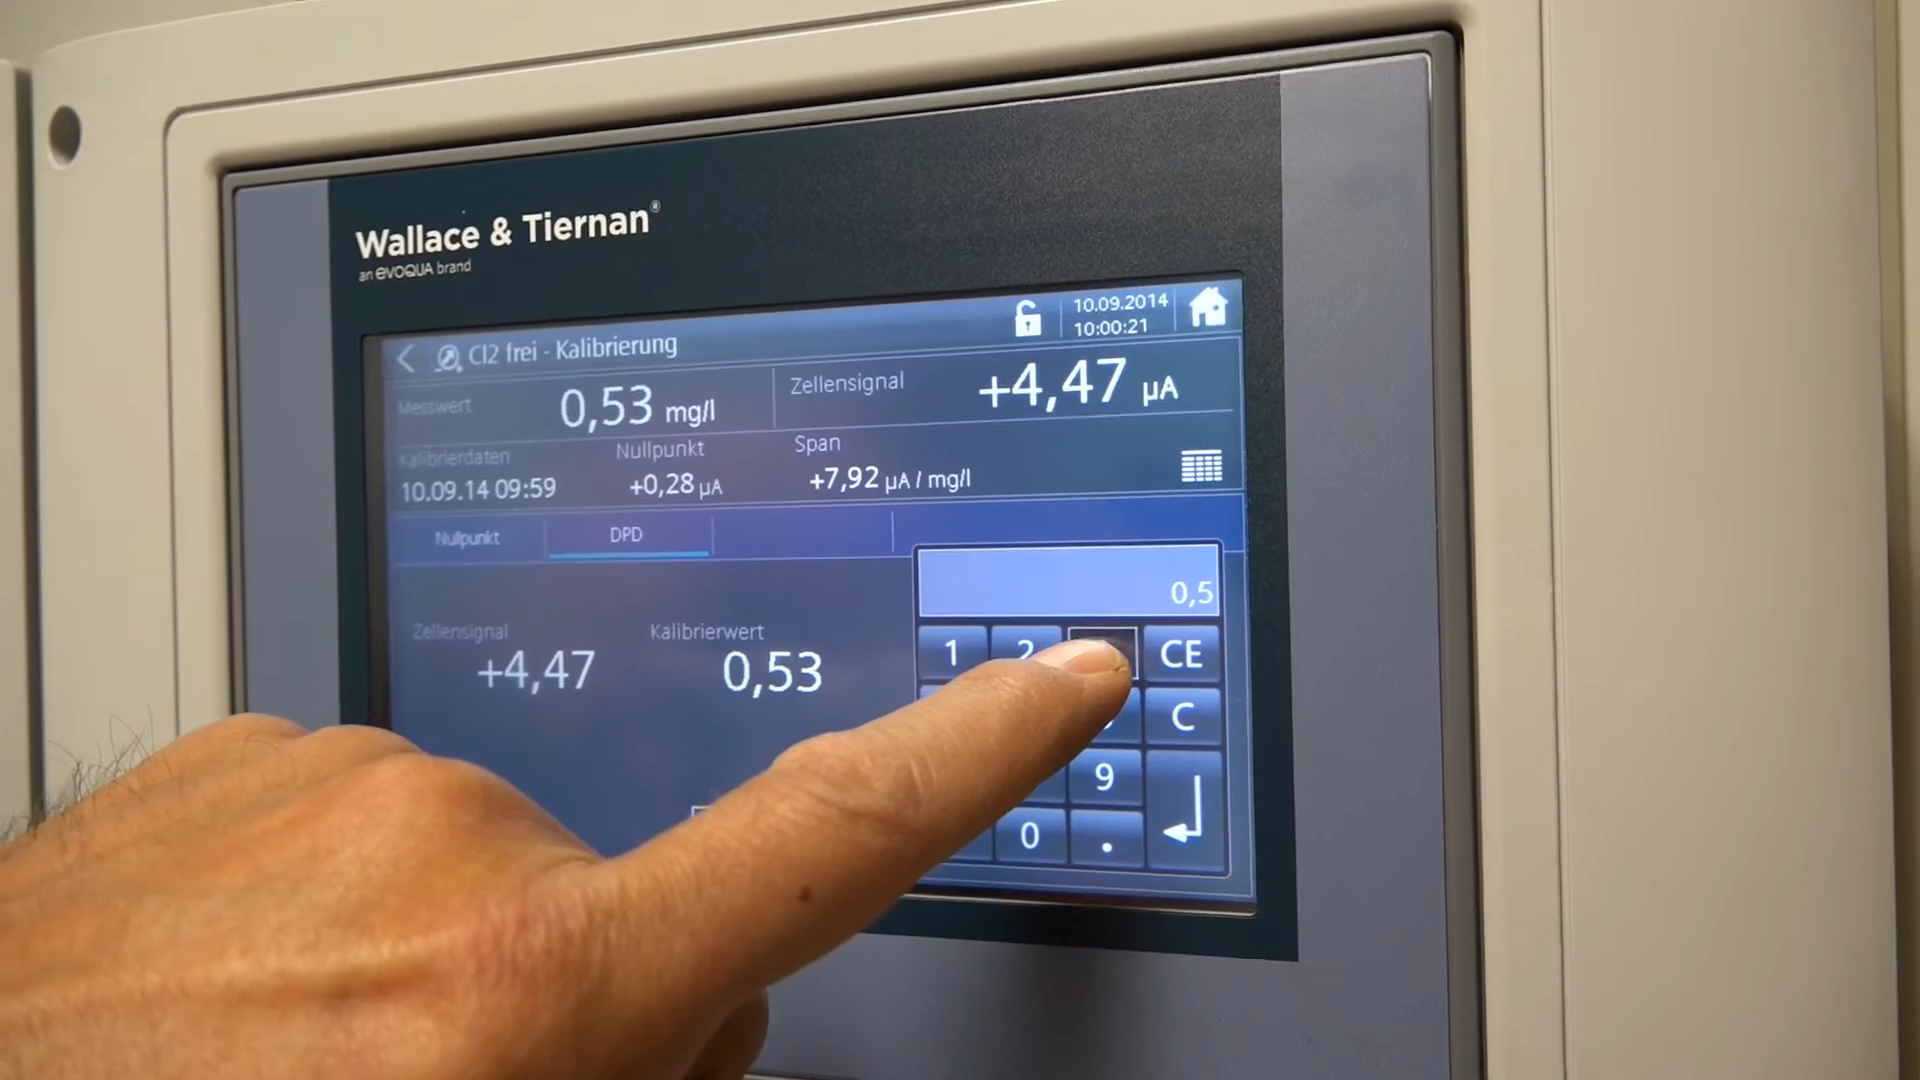 Wallace & Tiernan®
an evoqua brand
Cl2 frei - Kalibrierung
10.09.2014
10:00:21
Messwert
0,53 mg/l
Zellensignal
+4,47 µA
Kalibrierdaten
Nullpunkt
Span
10.09.14 09:59
+0,28 µA
+7,92 µA / mg/l
Nullpunkt
DPD
0,5
Zellensignal
Kalibrierwert
+4,47
0,53
1
2
CE
C
9
0
.